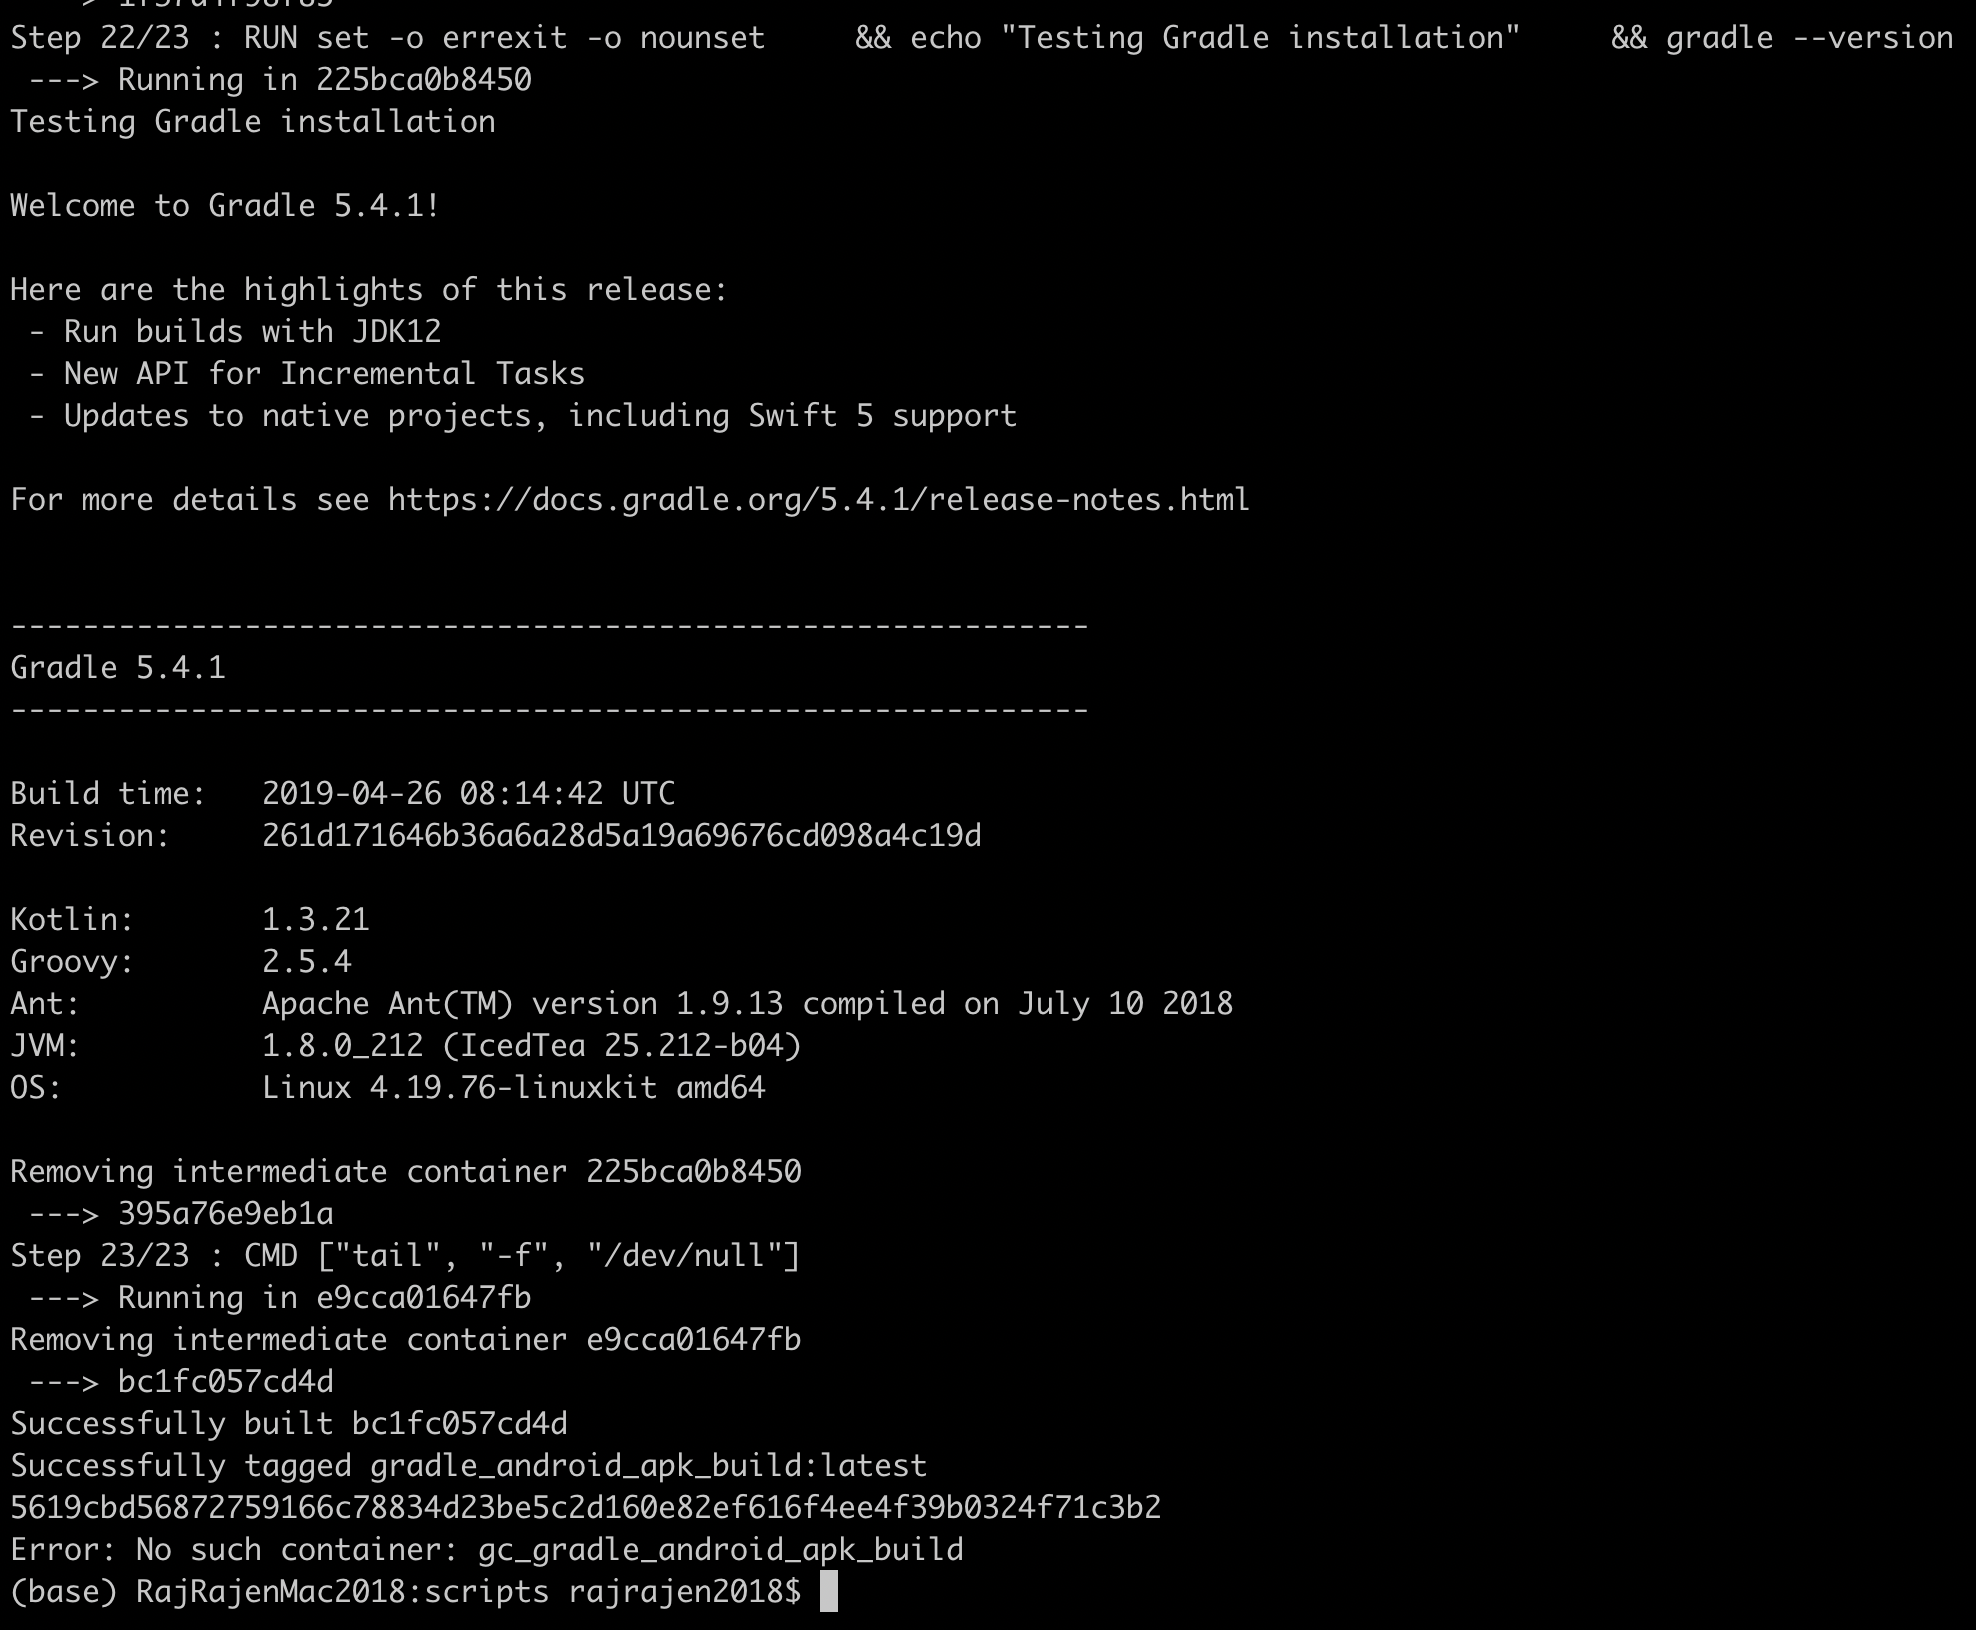 Step 22/23 : RUN set -o errexit -o nounset     && echo "Testing Gradle installation"     && gradle --version
 ---> Running in 225bca0b8450
Testing Gradle installation
Welcome to Gradle 5.4.1!
Here are the highlights of this release:
 - Run builds with JDK12
 - New API for Incremental Tasks
 - Updates to native projects, including Swift 5 support
For more details see https://docs.gradle.org/5.4.1/release-notes.html
------------------------------------------------------------
Gradle 5.4.1
------------------------------------------------------------
Build time:   2019-04-26 08:14:42 UTC
Revision:     261d171646b36a6a28d5a19a69676cd098a4c19d
Kotlin:       1.3.21
Groovy:       2.5.4
Ant:          Apache Ant(TM) version 1.9.13 compiled on July 10 2018
JVM:          1.8.0_212 (IcedTea 25.212-b04)
OS:           Linux 4.19.76-linuxkit amd64
Removing intermediate container 225bca0b8450
 ---> 395a76e9eb1a
Step 23/23 : CMD ["tail", "-f", "/dev/null"]
 ---> Running in e9cca01647fb
Removing intermediate container e9cca01647fb
 ---> bc1fc057cd4d
Successfully built bc1fc057cd4d
Successfully tagged gradle_android_apk_build:latest
5619cbd56872759166c78834d23be5c2d160e82ef616f4ee4f39b0324f71c3b2
Error: No such container: gc_gradle_android_apk_build
(base) RajRajenMac2018:scripts rajrajen2018$